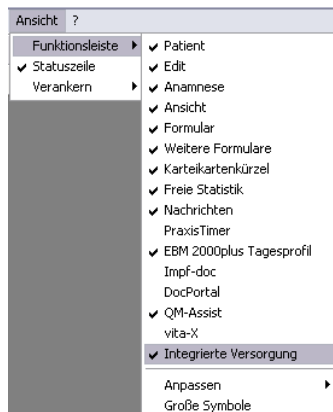 Ansicht ?
Funktionsleiste
Statuszeile
Verankern
Patient
Edit
Anamnese
Ansicht
Formular
Weitere Formulare
Karteikartenkürzel
Freie Statistik
Nachrichten
PraxisTimer
EBM 2000plus Tagesprofil
Impf-doc
DocPortal
QM-Assist
vita-X
Integrierte Versorgung
Anpassen
Große Symbole